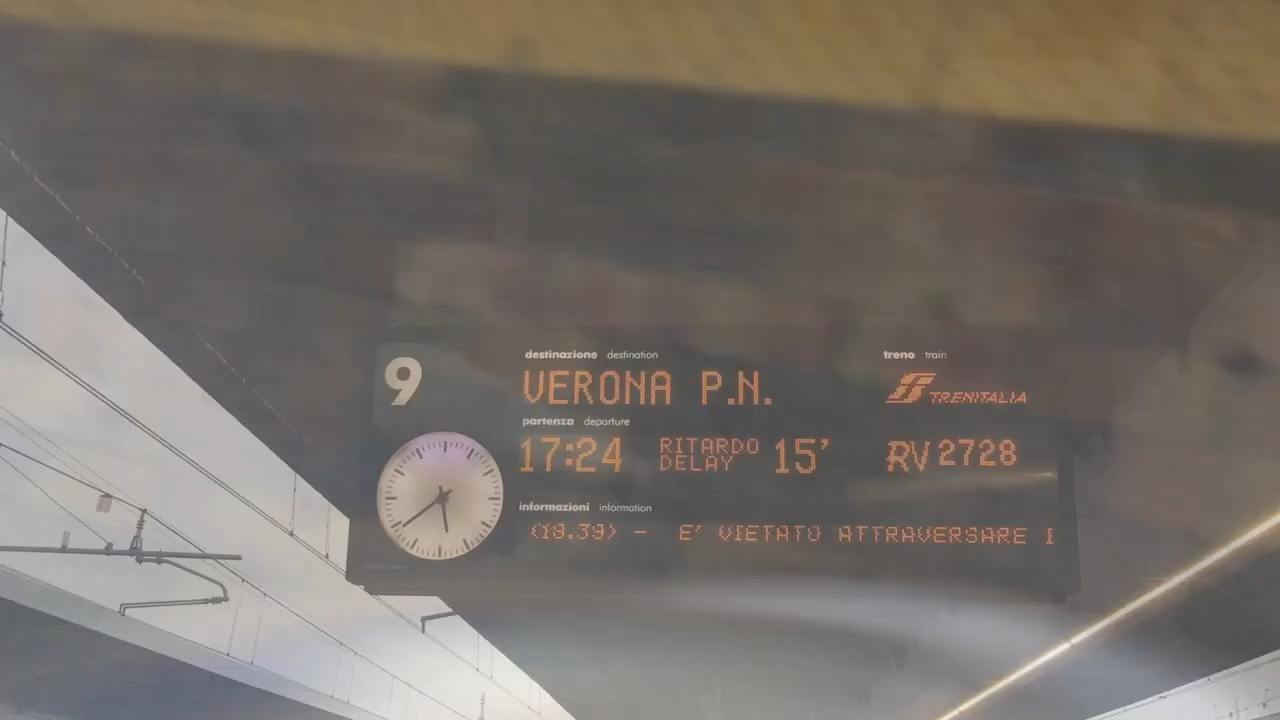 9
destinazione destination
treno train
VERONA P.N.
TRENITALIA
partenza departure
17:24 RITARDO 15'
DELAY
RV 2728
informazioni information
(18.39) - E' VIETATO ATTRAVERSARE I